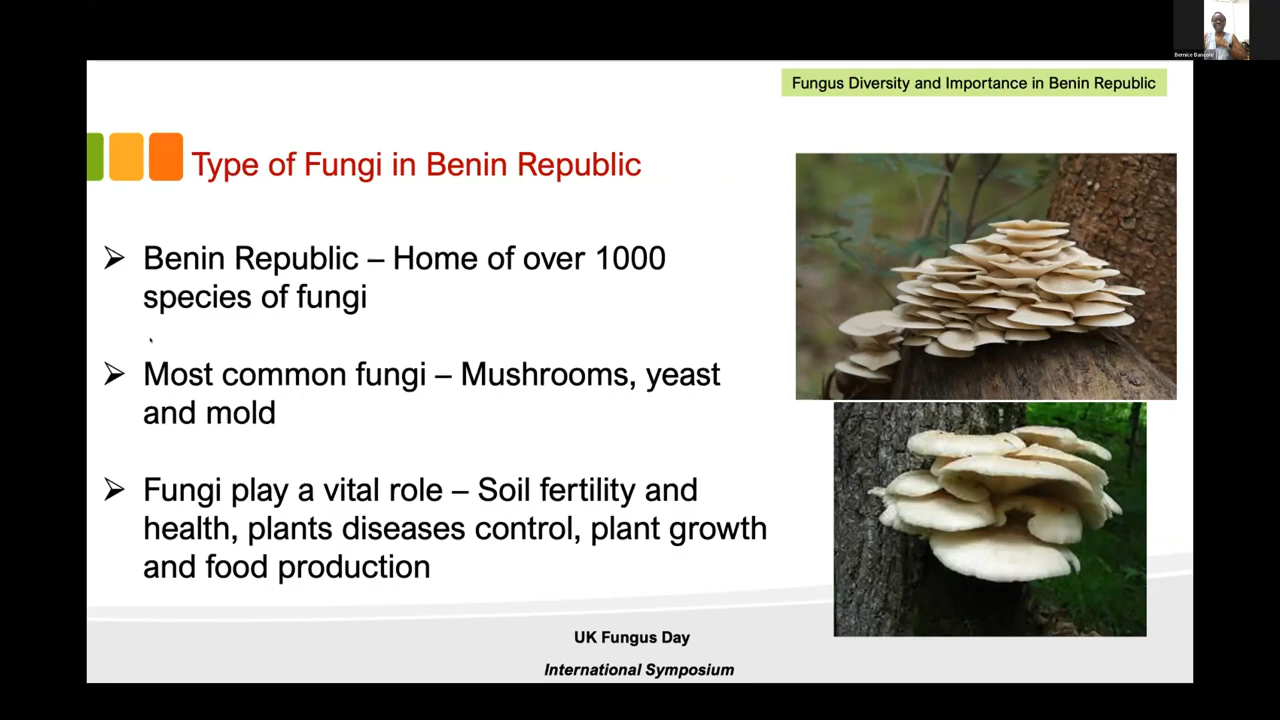 Bernice Bancole
Fungus Diversity and Importance in Benin Republic
Type of Fungi in Benin Republic
➢ Benin Republic – Home of over 1000
species of fungi
➢ Most common fungi – Mushrooms, yeast
and mold
➢ Fungi play a vital role – Soil fertility and
health, plants diseases control, plant growth
and food production
UK Fungus Day
International Symposium